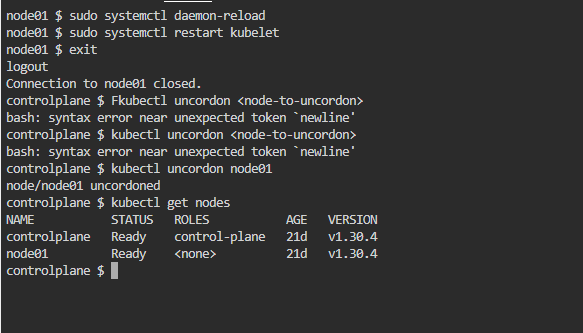 node01 $ sudo systemctl daemon-reload
node01 $ sudo systemctl restart kubelet
node01 $ exit
logout
Connection to node01 closed.
controlplane $ Fkubectl uncordon <node-to-uncordon>
bash: syntax error near unexpected token `newline'
controlplane $ kubectl uncordon <node-to-uncordon>
bash: syntax error near unexpected token `newline'
controlplane $ kubectl uncordon node01
node/node01 uncordoned
controlplane $ kubectl get nodes
NAME           STATUS   ROLES           AGE   VERSION
controlplane   Ready    control-plane   21d   v1.30.4
node01         Ready    <none>          21d   v1.30.4
controlplane $